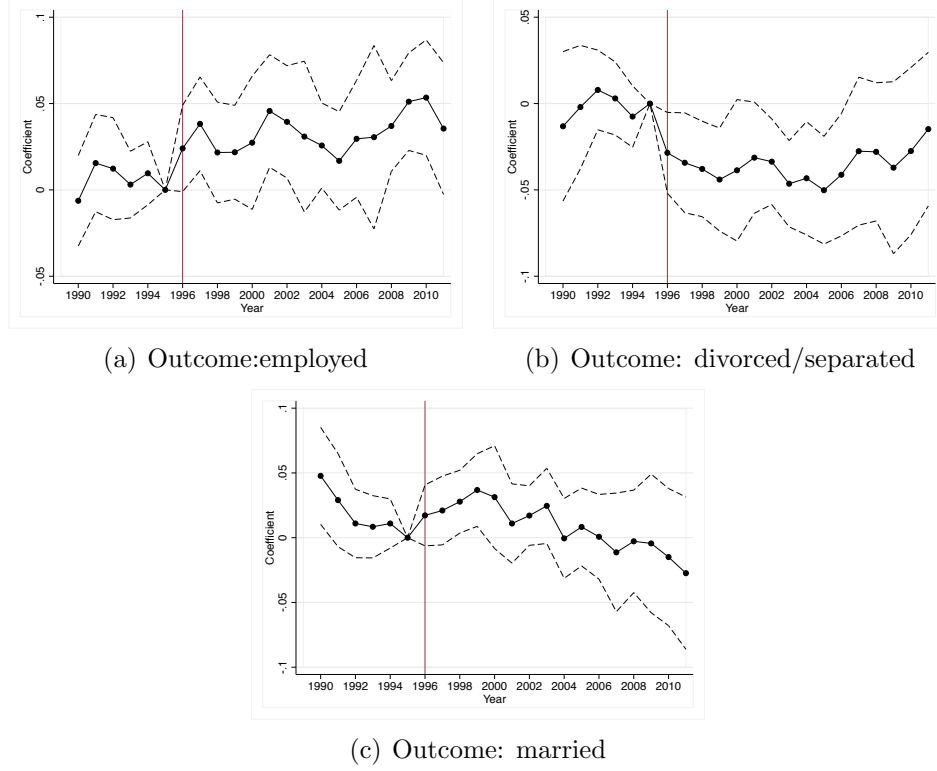 .1
.05
0
-.05
Coefficient
1990 1992 1994 1996 1998 2000 2002 2004 2006 2008 2010
Year
(a) Outcome:employed
.05
0
-.05
-.1
Coefficient
1990 1992 1994 1996 1998 2000 2002 2004 2006 2008 2010
Year
(b) Outcome: divorced/separated
.1
.05
0
-.05
-.1
Coefficient
1990 1992 1994 1996 1998 2000 2002 2004 2006 2008 2010
Year
(c) Outcome: married